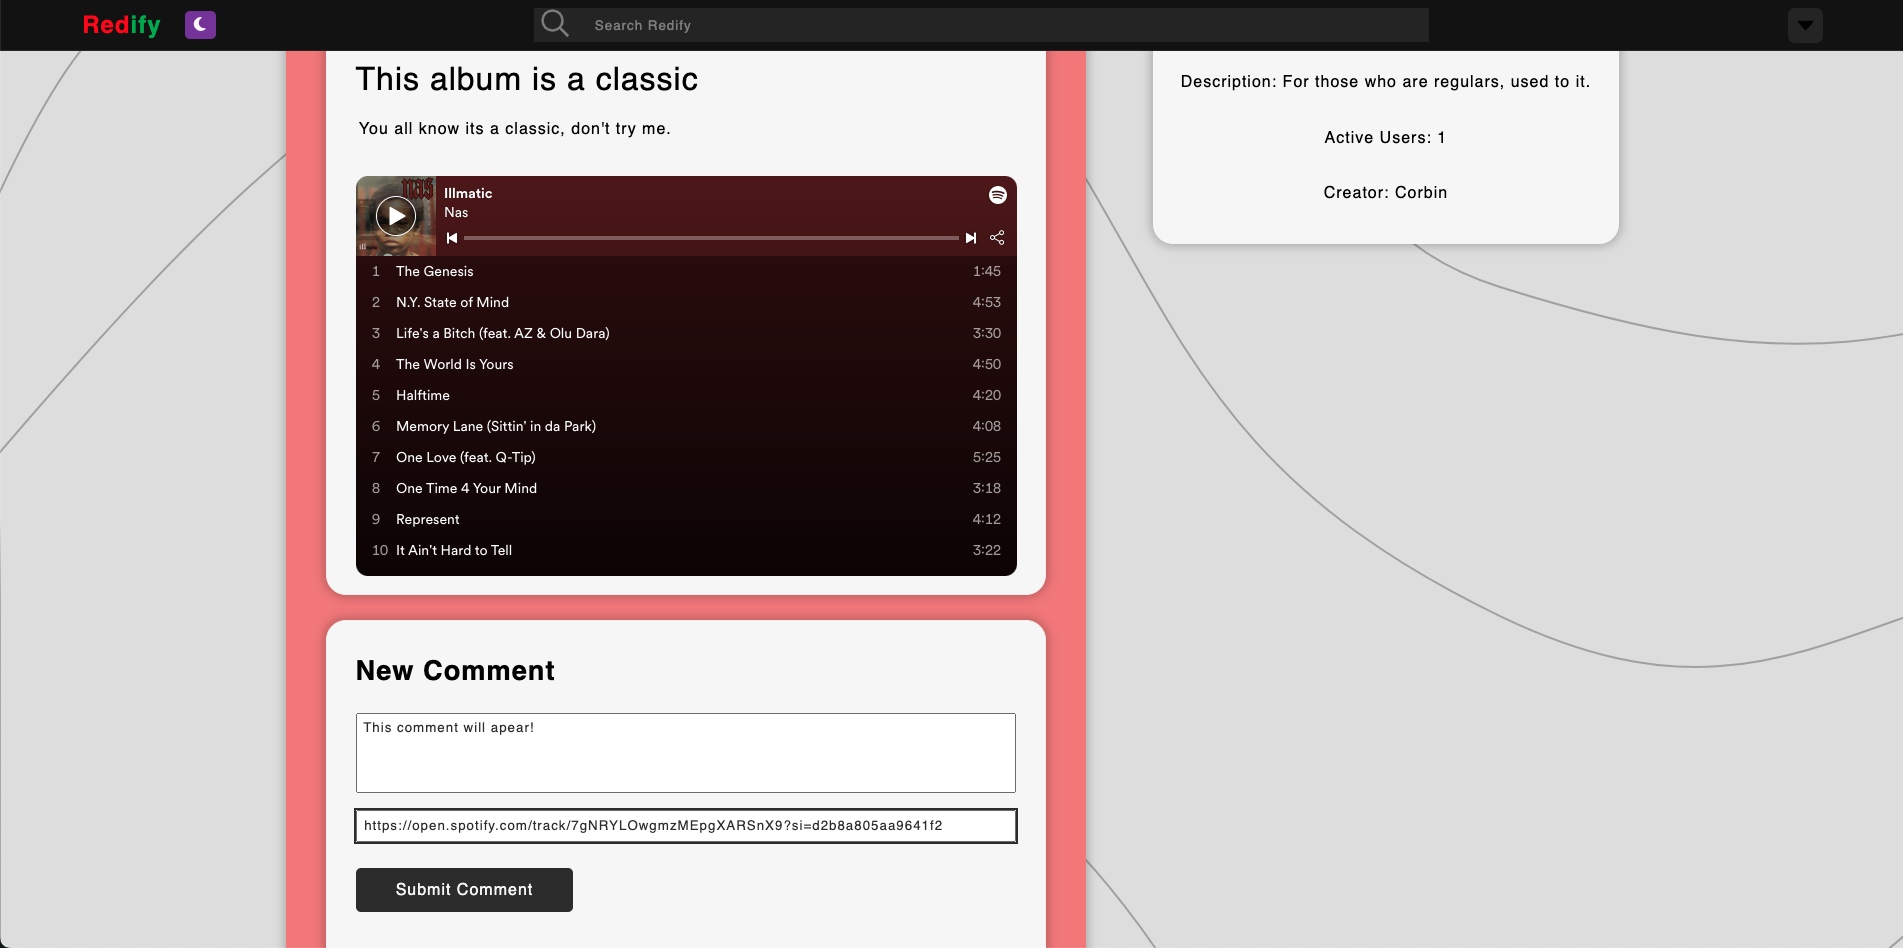 Redify
Search Redify
This album is a classic
You all know its a classic, don't try me.
nas
Illmatic
Nas
1 The Genesis 1:45
2 N.Y. State of Mind 4:53
3 Life's a Bitch (feat. AZ & Olu Dara) 3:30
4 The World Is Yours 4:50
5 Halftime 4:20
6 Memory Lane (Sittin' in da Park) 4:08
7 One Love (feat. Q-Tip) 5:25
8 One Time 4 Your Mind 3:18
9 Represent 4:12
10 It Ain't Hard to Tell 3:22
New Comment
This comment will apear!
https://open.spotify.com/track/7gNRYLOwgmzMEpgXARSnX9?si=d2b8a805aa9641f2
Submit Comment
Description: For those who are regulars, used to it.
Active Users: 1
Creator: Corbin